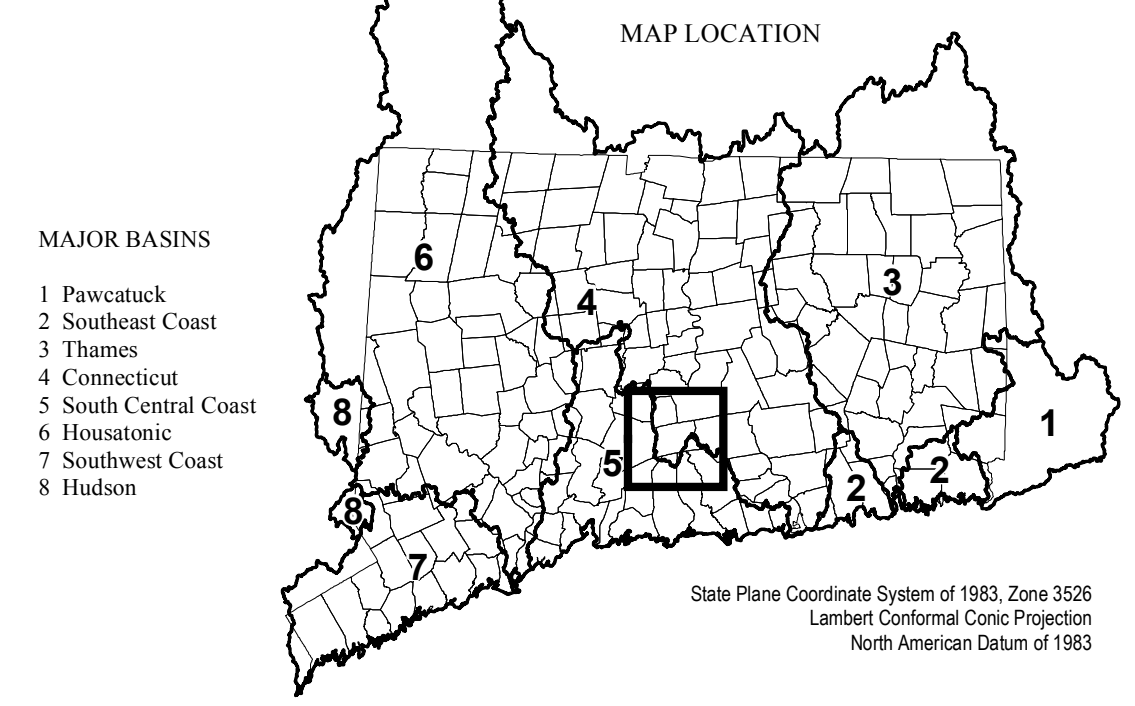 MAP LOCATION
MAJOR BASINS
1 Pawcatuck
2 Southeast Coast
3 Thames
4 Connecticut
5 South Central Coast
6 Housatonic
7 Southwest Coast
8 Hudson
6
4
3
8
5
1
2
2
8
7
State Plane Coordinate System of 1983, Zone 3526
Lambert Conformal Conic Projection
North American Datum of 1983